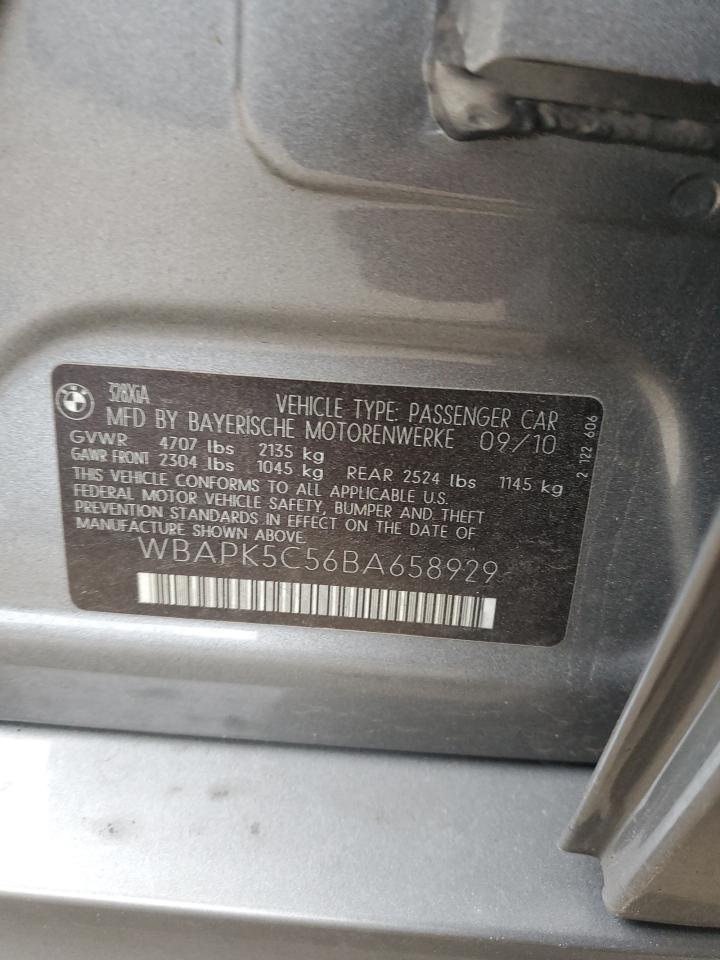 BMW
328XiA
VEHICLE TYPE: PASSENGER CAR
MFD BY BAYERISCHE MOTORENWERKE 09/10
GVWR 4707 lbs 2135 kg
GAWR FRONT 2304 lbs 1045 kg REAR 2524 lbs 1145 kg
THIS VEHICLE CONFORMS TO ALL APPLICABLE U.S.
FEDERAL MOTOR VEHICLE SAFETY, BUMPER AND THEFT
PREVENTION STANDARDS IN EFFECT ON THE DATE OF
MANUFACTURE SHOWN ABOVE.
WBAPK5C56BA658929
2 122 606